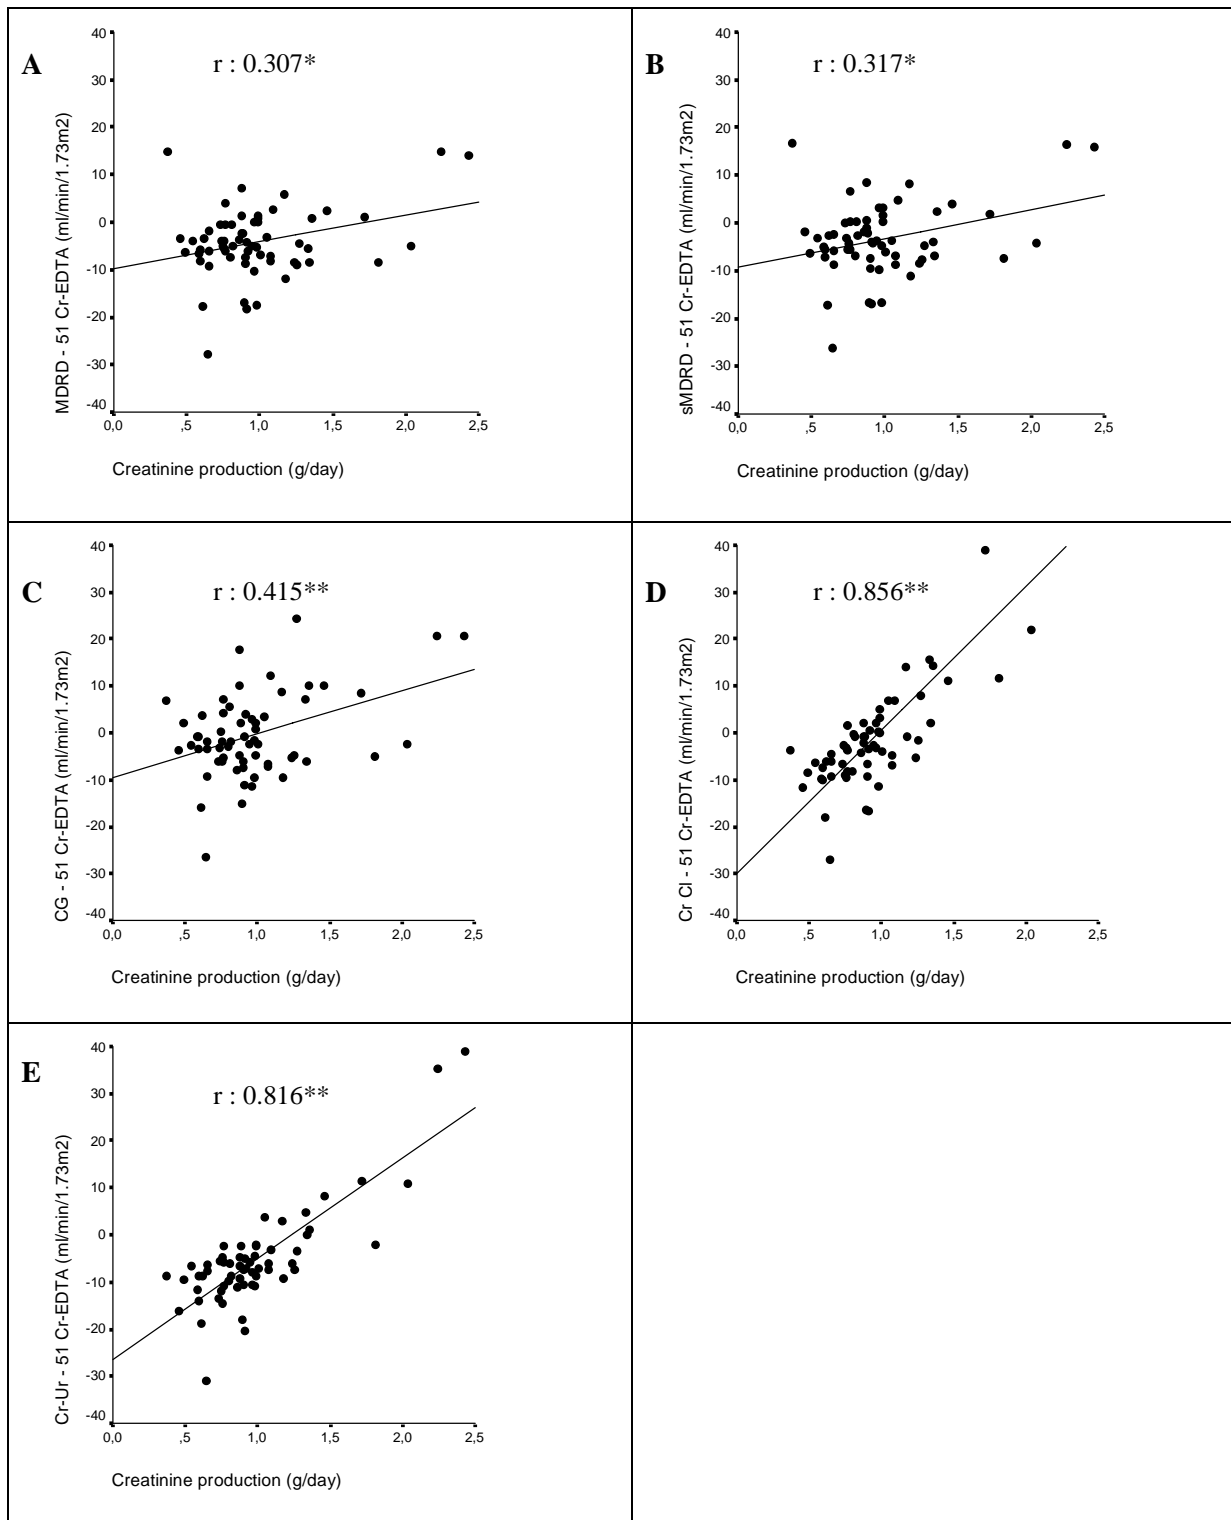 A
r : 0.307*
MDRD - 51 Cr-EDTA (ml/min/1.73m2)
40
30
20
10
0
-10
-20
-30
-40
0,0 ,5 1,0 1,5 2,0 2,5
Creatinine production (g/day)
B
r : 0.317*
sMDRD - 51 Cr-EDTA (ml/min/1.73m2)
40
30
20
10
0
-10
-20
-30
-40
0,0 ,5 1,0 1,5 2,0 2,5
Creatinine production (g/day)
C
r : 0.415**
CG - 51 Cr-EDTA (ml/min/1.73m2)
40
30
20
10
0
-10
-20
-30
-40
0,0 ,5 1,0 1,5 2,0 2,5
Creatinine production (g/day)
D
r : 0.856**
Cr Cl - 51 Cr-EDTA (ml/min/1.73m2)
40
30
20
10
0
-10
-20
-30
-40
0,0 ,5 1,0 1,5 2,0 2,5
Creatinine production (g/day)
E
r : 0.816**
Cr-Ur - 51 Cr-EDTA (ml/min/1.73m2)
40
30
20
10
0
-10
-20
-30
-40
0,0 ,5 1,0 1,5 2,0 2,5
Creatinine production (g/day)